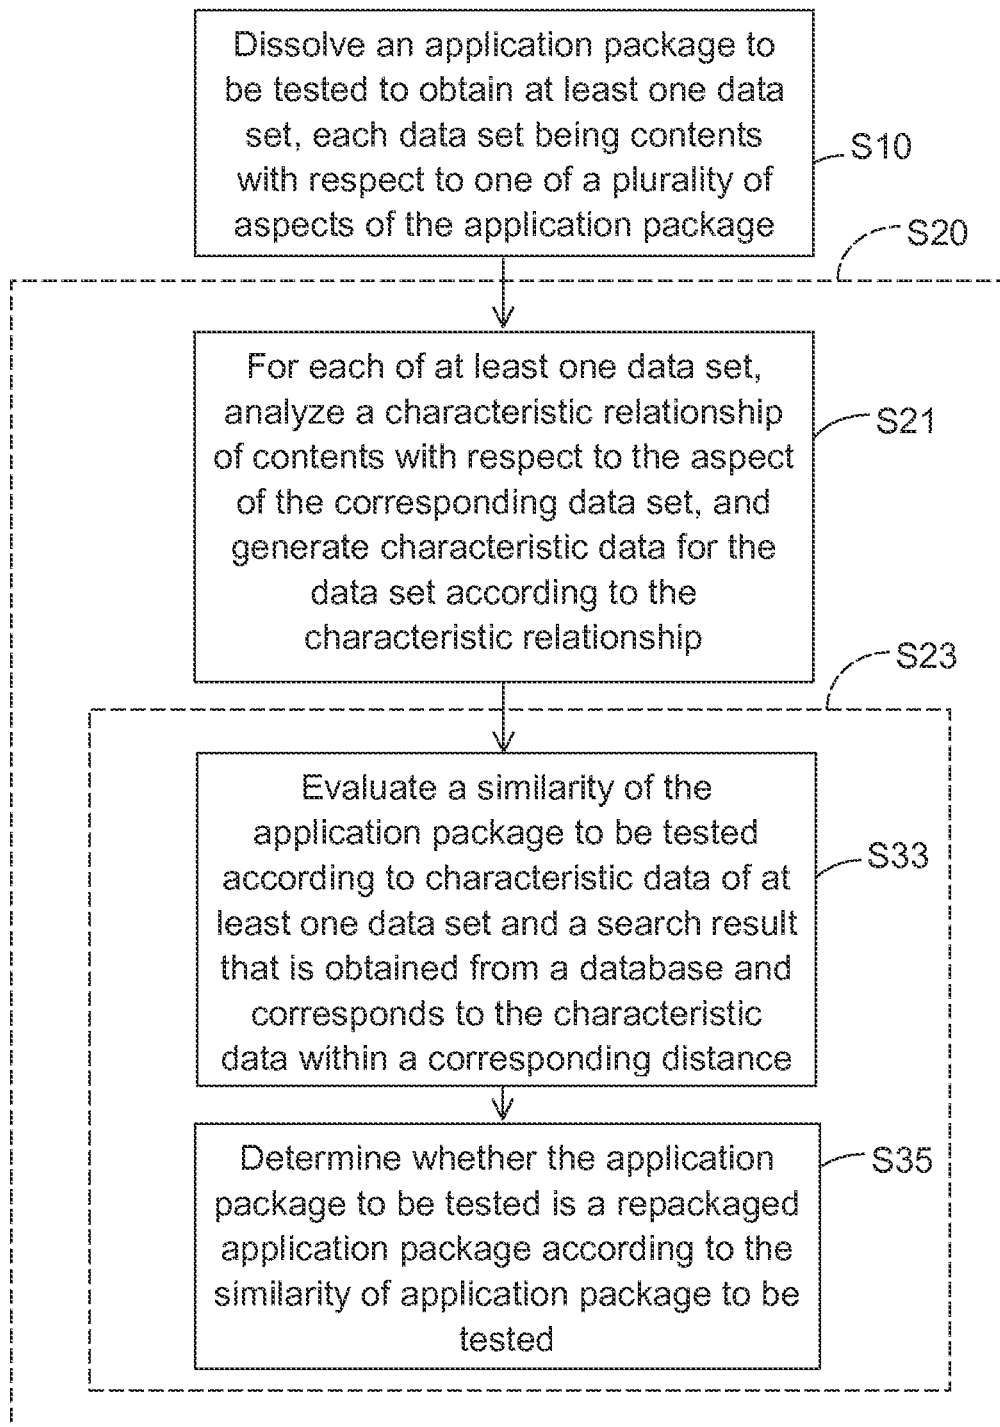 Dissolve an application package to
be tested to obtain at least one data
set, each data set being contents
with respect to one of a plurality of
aspects of the application package
S10
S20
For each of at least one data set,
analyze a characteristic relationship
of contents with respect to the aspect
of the corresponding data set, and
generate characteristic data for the
data set according to the
characteristic relationship
S21
S23
Evaluate a similarity of the
application package to be tested
according to characteristic data of at
least one data set and a search result
that is obtained from a database and
corresponds to the characteristic
data within a corresponding distance
S33
Determine whether the application
package to be tested is a repackaged
application package according to the
similarity of application package to be
tested
S35